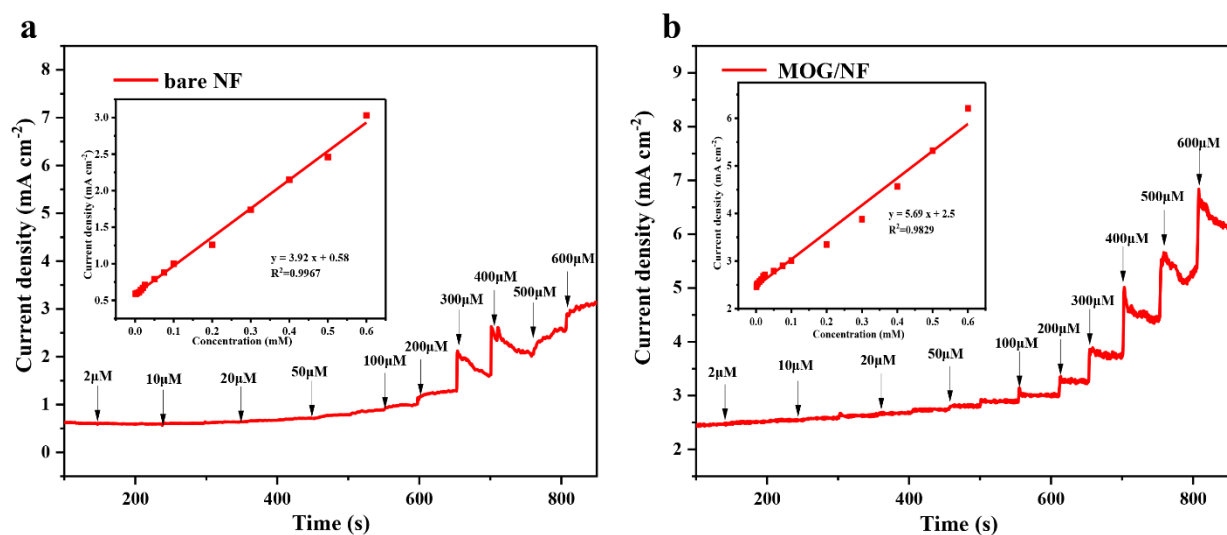 a
bare NF
Current density (mA cm-2)
8
7
6
5
4
3
2
1
0
200
400
600
800
Time (s)
2μM
10μM
20μM
50μM
100μM
200μM
300μM
400μM
500μM
600μM
Current density (mA cm-2)
3.0
2.5
2.0
1.5
1.0
0.5
0.0
0.1
0.2
0.3
0.4
0.5
0.6
Concentration (mM)
y = 3.92 x + 0.58
R2=0.9967
b
MOG/NF
Current density (mA cm-2)
9
8
7
6
5
4
3
2
200
400
600
800
Time (s)
2μM
10μM
20μM
50μM
100μM
200μM
300μM
400μM
500μM
600μM
Current density (mA cm-2)
6
5
4
3
2
0.0
0.1
0.2
0.3
0.4
0.5
0.6
Concentration (mM)
y = 5.69 x + 2.5
R2=0.9829